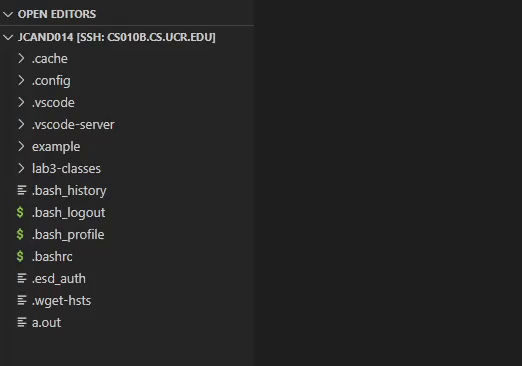 OPEN EDITORS
JCAND014 [SSH: CS010B.CS.UCR.EDU]
.cache
.config
.vscode
.vscode-server
example
lab3-classes
.bash_history
$ .bash_logout
$ .bash_profile
$ .bashrc
.esd_auth
.wget-hsts
a.out